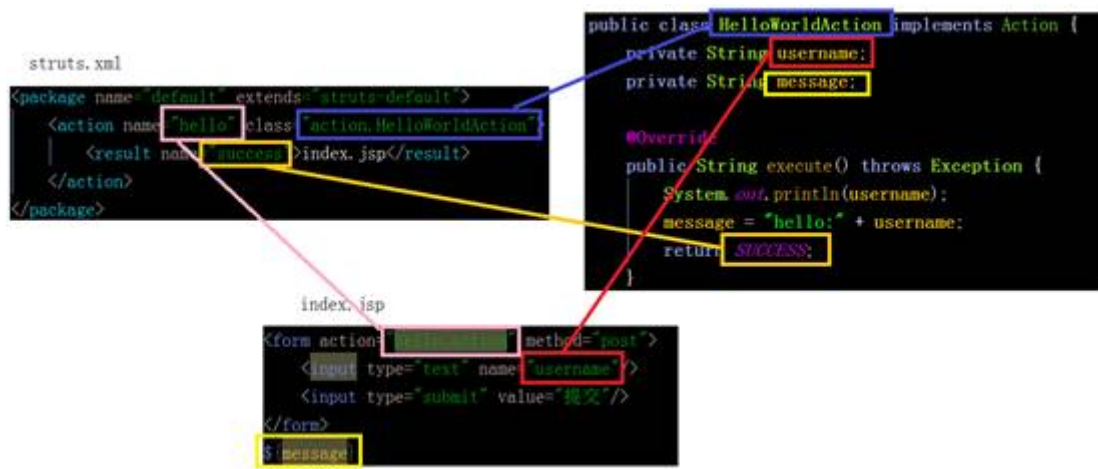 struts.xml
<package name="default" extends="struts-default">
<action name="hello" class="action.HelloWorldAction">
<result name="success">index.jsp</result>
</action>
</package>
public class HelloWorldAction implements Action {
private String username;
private String message;
@Override
public String execute() throws Exception {
System.out.println(username);
message = "hello:" + username;
return SUCCESS;
}
index.jsp
<form action="hello.action" method="post">
<input type="text" name="username"/>
<input type="submit" value="提交"/>
</form>
${message}